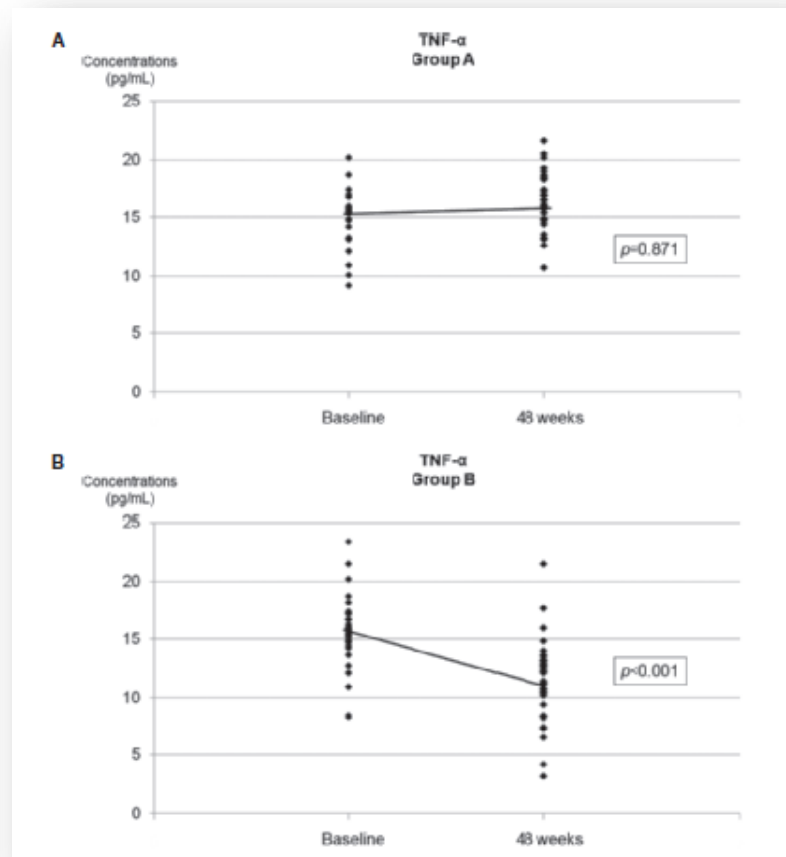 A
TNF-α
Group A
Concentrations
(pg/mL)
25
20
15
10
5
0
p=0.871
Baseline 48 weeks
B
TNF-α
Group B
Concentrations
(pg/mL)
25
20
15
10
5
0
p<0.001
Baseline 48 weeks